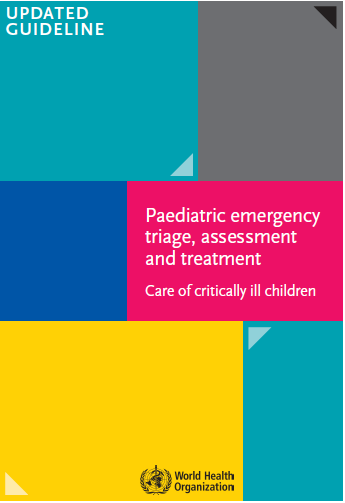 UPDATED
GUIDELINE
Paediatric emergency
triage, assessment
and treatment
Care of critically ill children
World Health
Organization